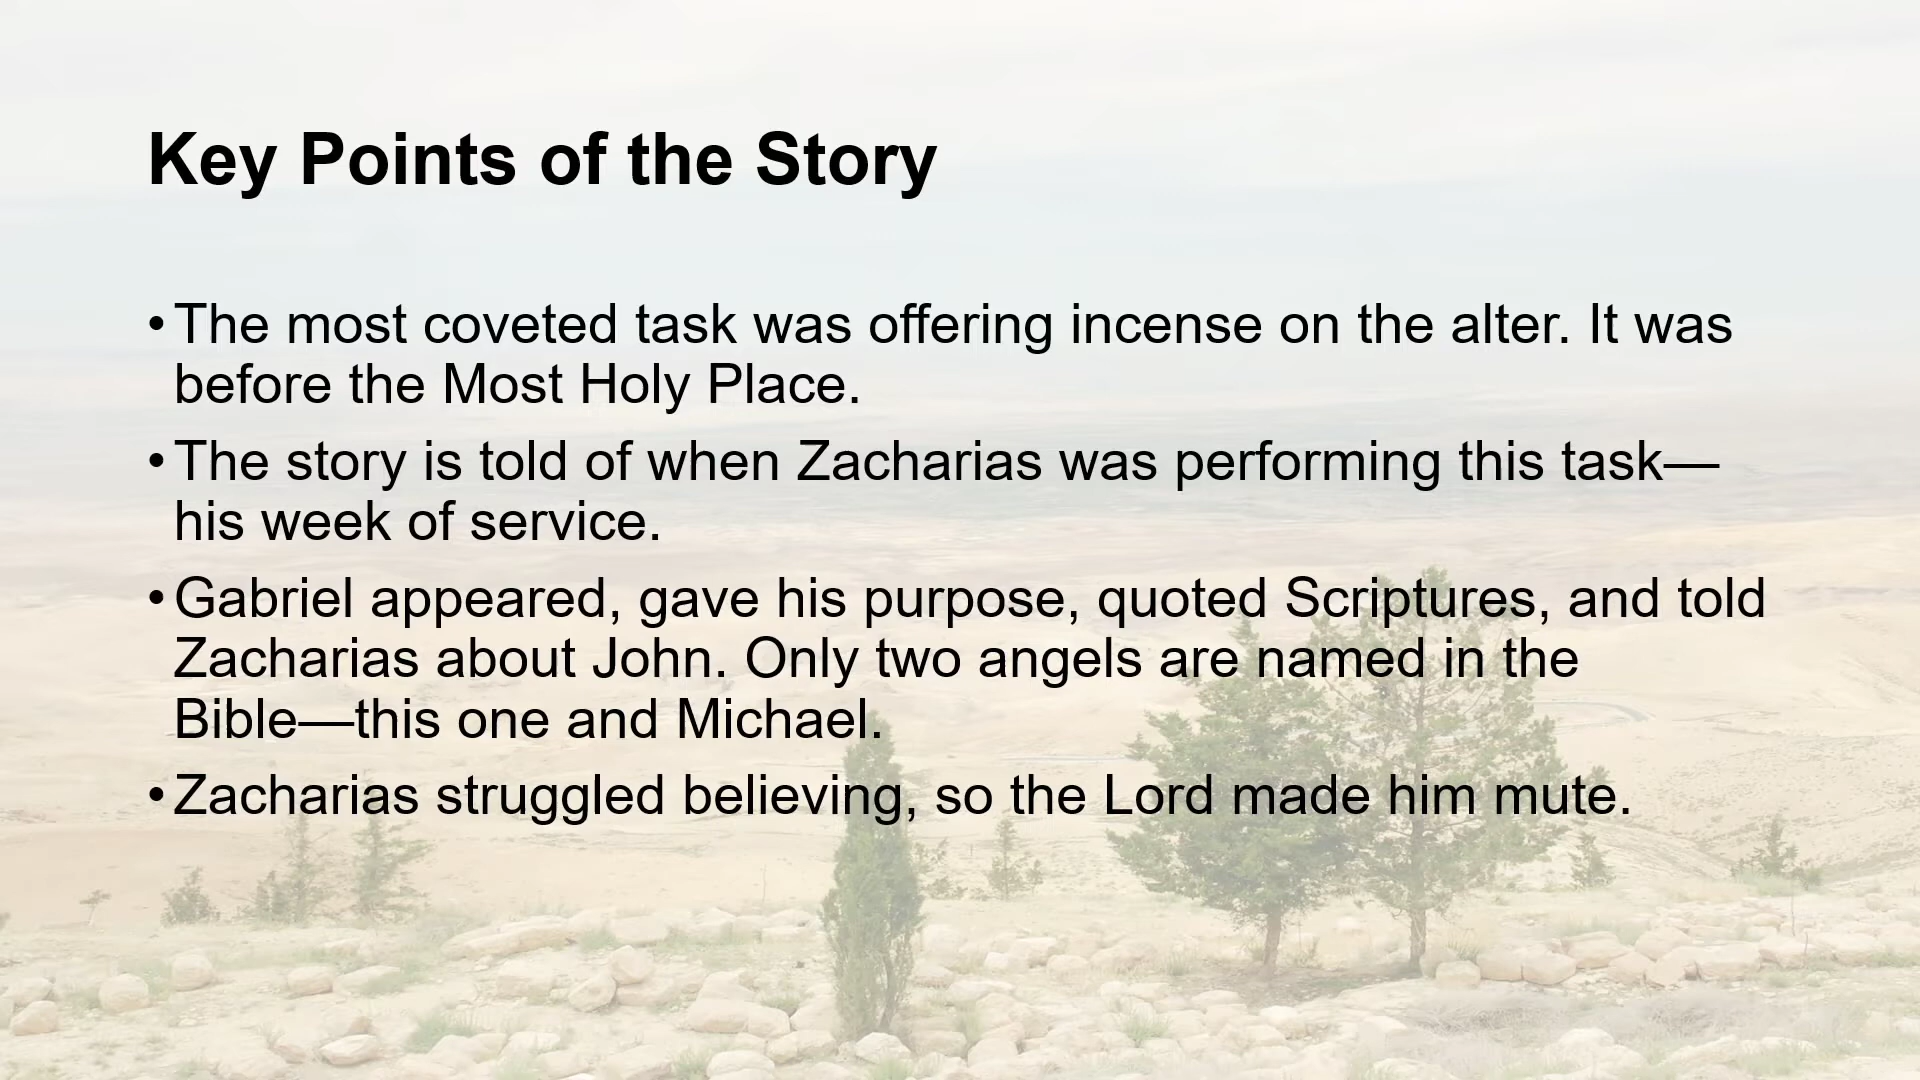 Key Points of the Story
• The most coveted task was offering incense on the alter. It was
before the Most Holy Place.
• The story is told of when Zacharias was performing this task—
his week of service.
• Gabriel appeared, gave his purpose, quoted Scriptures, and told
Zacharias about John. Only two angels are named in the
Bible—this one and Michael.
• Zacharias struggled believing, so the Lord made him mute.